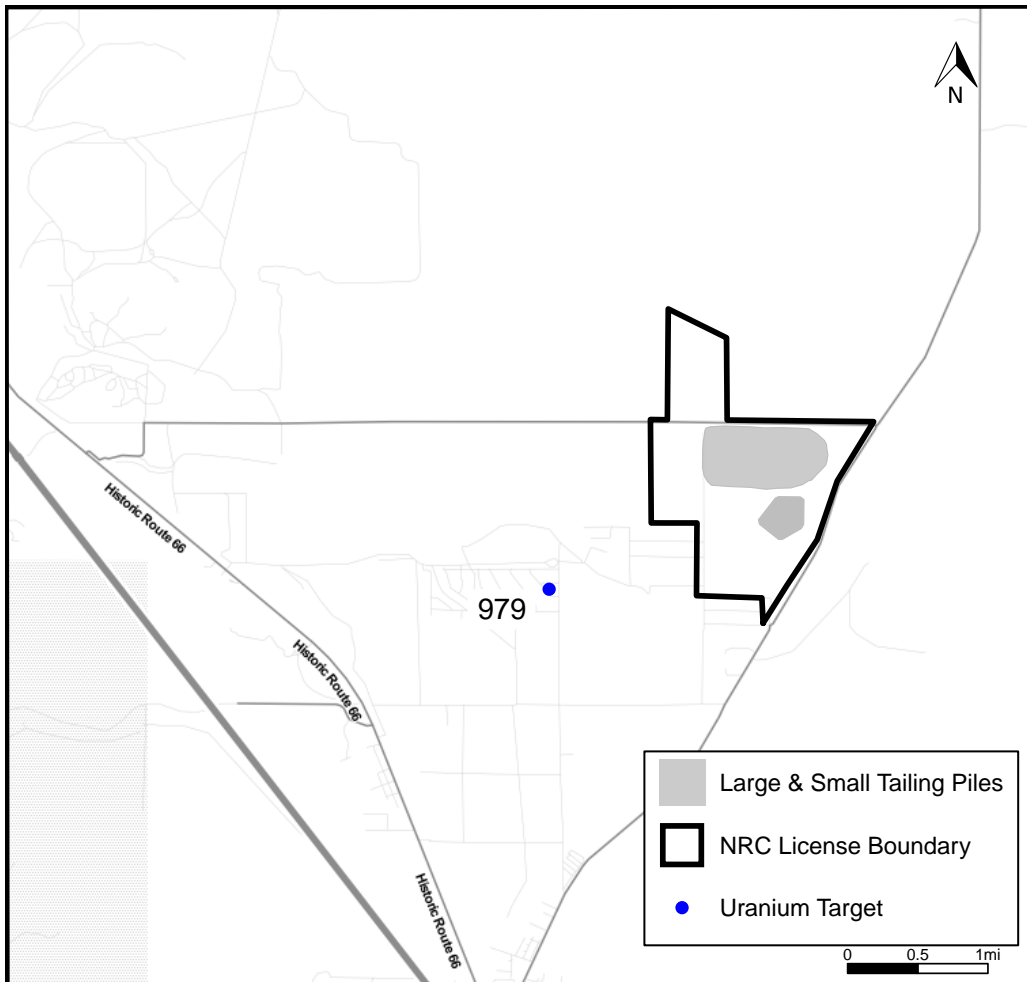 N
Historic Route 66
979
Historic Route 66
Large & Small Tailing Piles
NRC License Boundary
Historic Route 66
Uranium Target
0 0.5 1mi